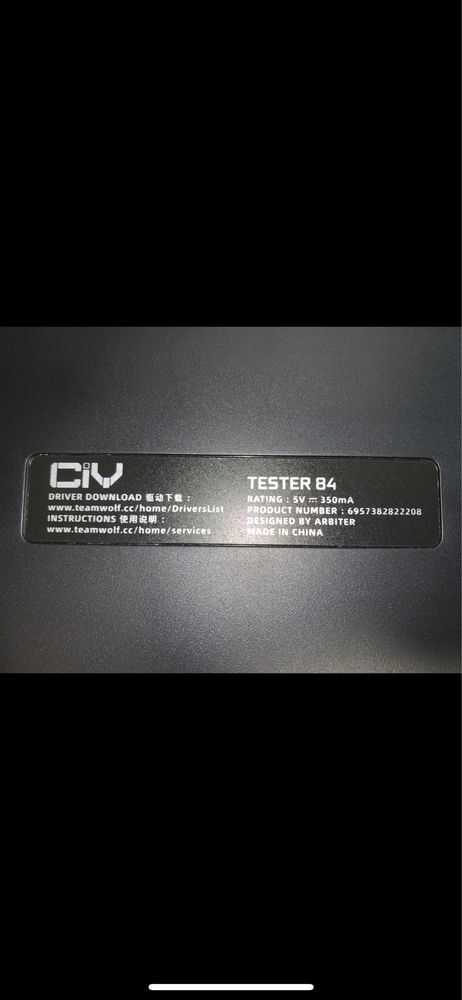 CiV
DRIVER DOWNLOAD 驱动下载：
www.teamwolf.cc/home/DriversList
INSTRUCTIONS 使用说明：
www.teamwolf.cc/home/services
TESTER 84
RATING : 5V ⎓ 350mA
PRODUCT NUMBER : 6957382822208
DESIGNED BY ARBITER
MADE IN CHINA